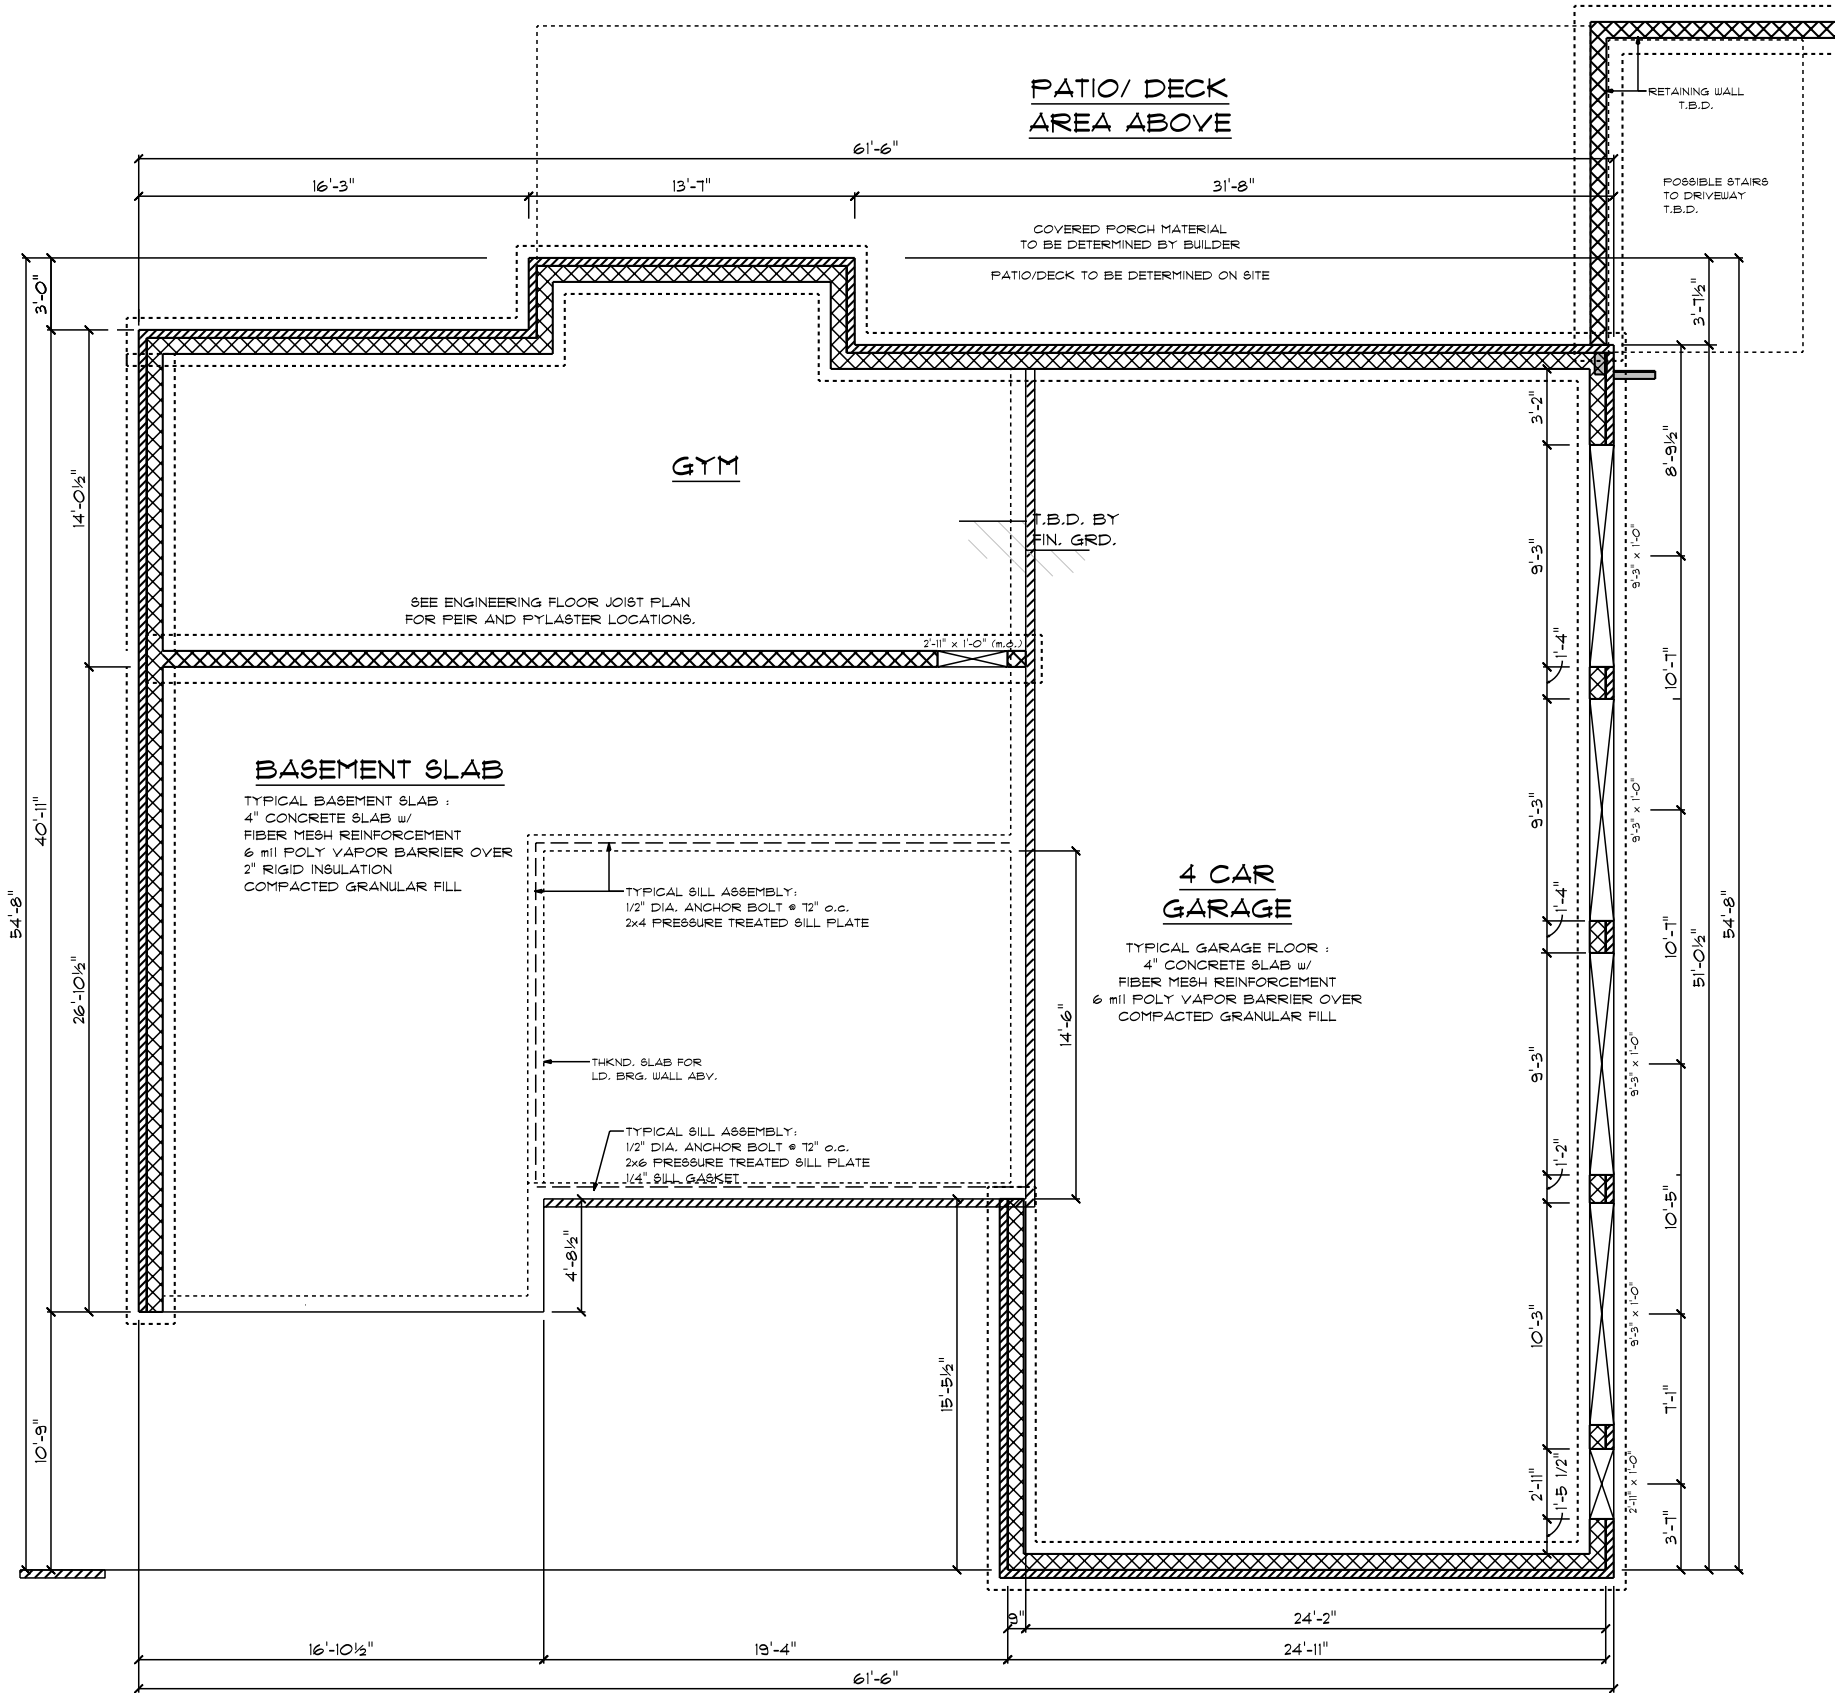 PATIO/ DECK
AREA ABOVE
RETAINING WALL
T.B.D.
61'-6"
16'-3"
13'-7"
31'-8"
POSSIBLE STAIRS
TO DRIVEWAY
T.B.D.
COVERED PORCH MATERIAL
TO BE DETERMINED BY BUILDER
PATIO/DECK TO BE DETERMINED ON SITE
3'-0"
3'-7½"
3'-2"
8'-9½"
GYM
14'-0½"
T.B.D. BY
FIN. GRD.
9'-3"
9'-3" x 1'-0"
SEE ENGINEERING FLOOR JOIST PLAN
FOR PEIR AND PYLASTER LOCATIONS.
2'-11" x 1'-0" (m.o.)
1'-4"
10'-7"
BASEMENT SLAB
TYPICAL BASEMENT SLAB :
4" CONCRETE SLAB w/
FIBER MESH REINFORCEMENT
6 mil POLY VAPOR BARRIER OVER
2" RIGID INSULATION
COMPACTED GRANULAR FILL
40'-11"
54'-8"
9'-3"
9'-3" x 1'-0"
TYPICAL SILL ASSEMBLY:
1/2" DIA. ANCHOR BOLT @ 72" o.c.
2x4 PRESSURE TREATED SILL PLATE
4 CAR
GARAGE
TYPICAL GARAGE FLOOR :
4" CONCRETE SLAB w/
FIBER MESH REINFORCEMENT
6 mil POLY VAPOR BARRIER OVER
COMPACTED GRANULAR FILL
1'-4"
10'-7"
51'-0½"
54'-8"
26'-10½"
14'-6"
9'-3"
9'-3" x 1'-0"
THKND. SLAB FOR
LD. BRG. WALL ABV.
TYPICAL SILL ASSEMBLY:
1/2" DIA. ANCHOR BOLT @ 72" o.c.
2x6 PRESSURE TREATED SILL PLATE
1/4" SILL GASKET
1'-2"
10'-5"
4'-8½"
10'-3"
9'-3" x 1'-0"
15'-5½"
7'-1"
10'-9"
2'-11"
1'-5 1/2"
2'-11" x 1'-0"
3'-7"
9"
24'-2"
16'-10½"
19'-4"
24'-11"
61'-6"